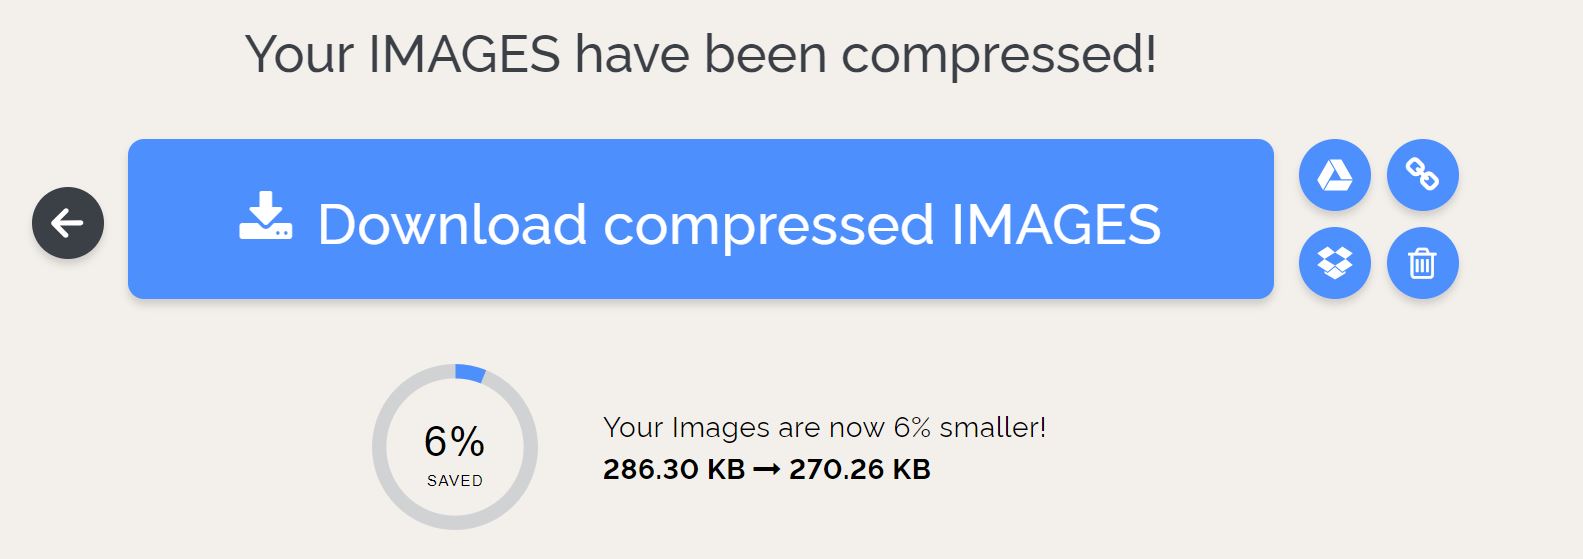 Your IMAGES have been compressed!
Download compressed IMAGES
6%
SAVED
Your Images are now 6% smaller!
286.30 KB → 270.26 KB